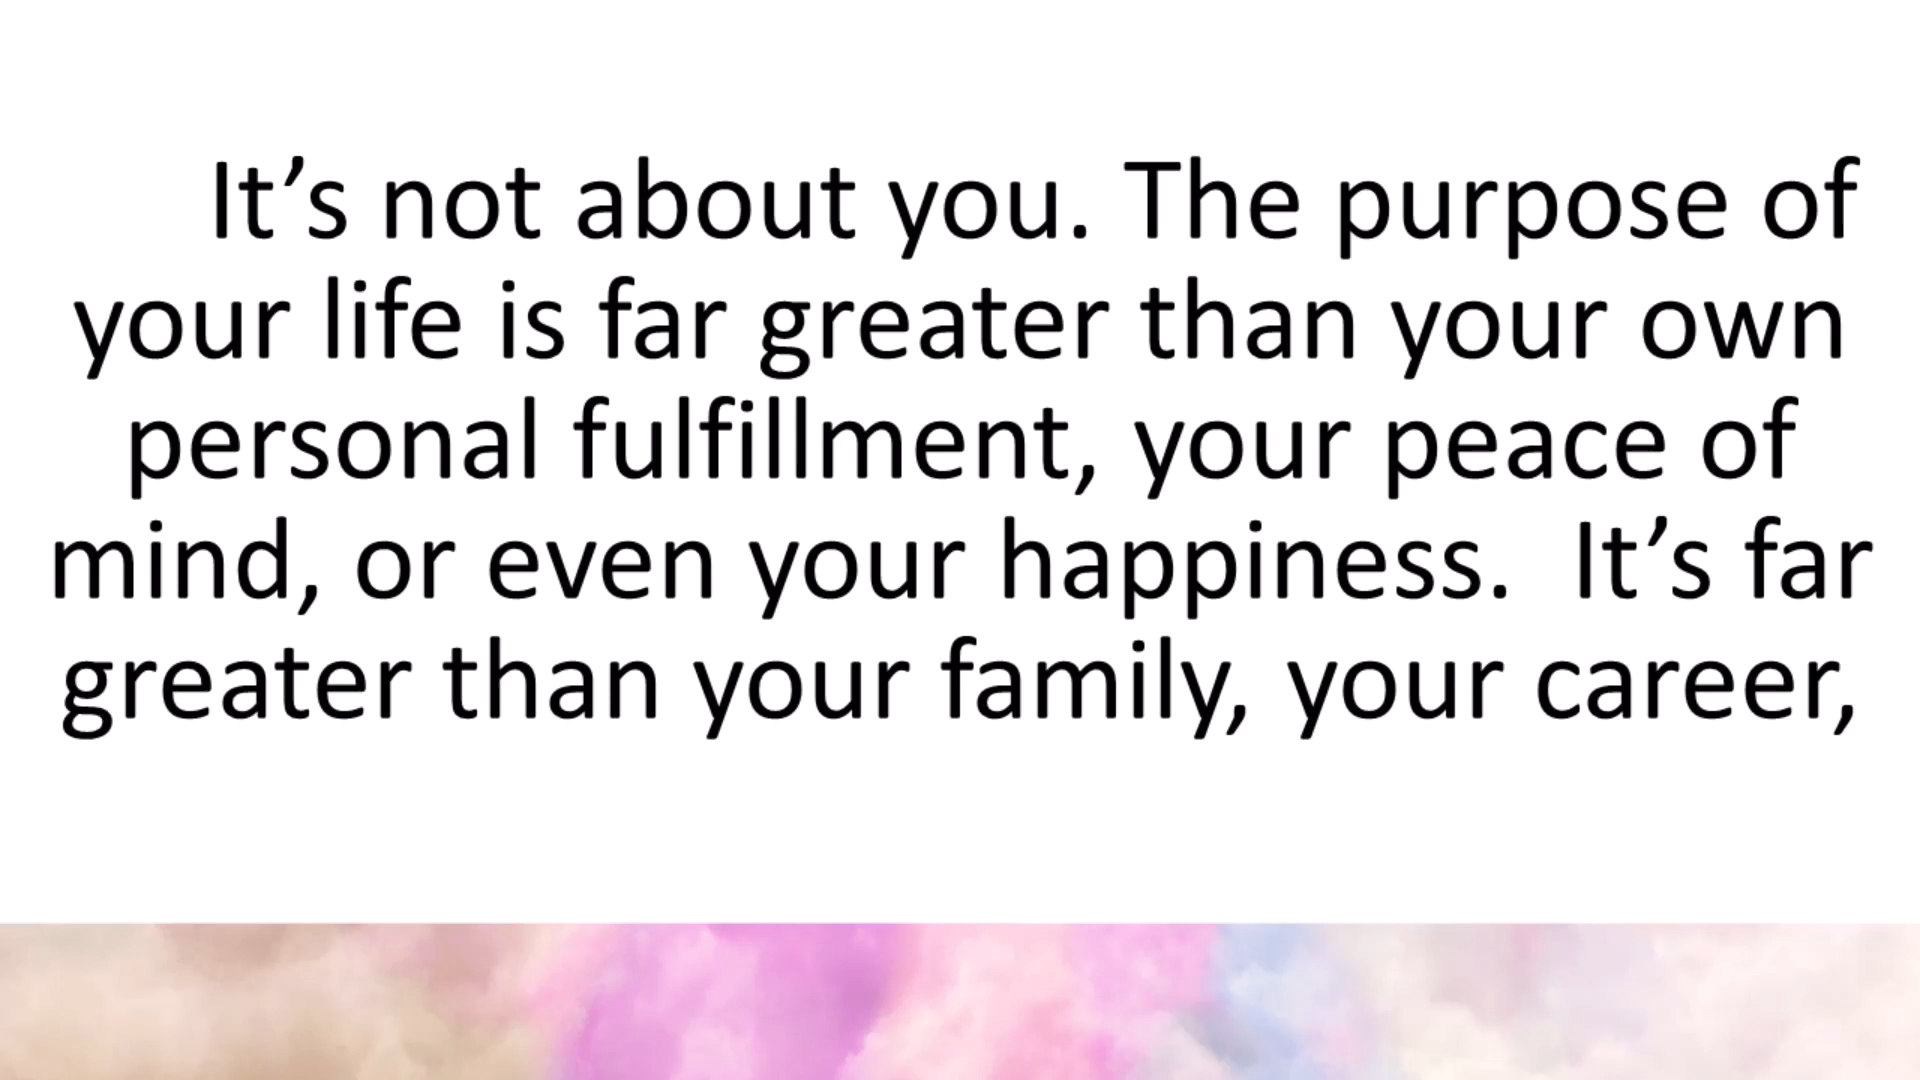 It’s not about you. The purpose of
your life is far greater than your own
personal fulfillment, your peace of
mind, or even your happiness.  It’s far
greater than your family, your career,